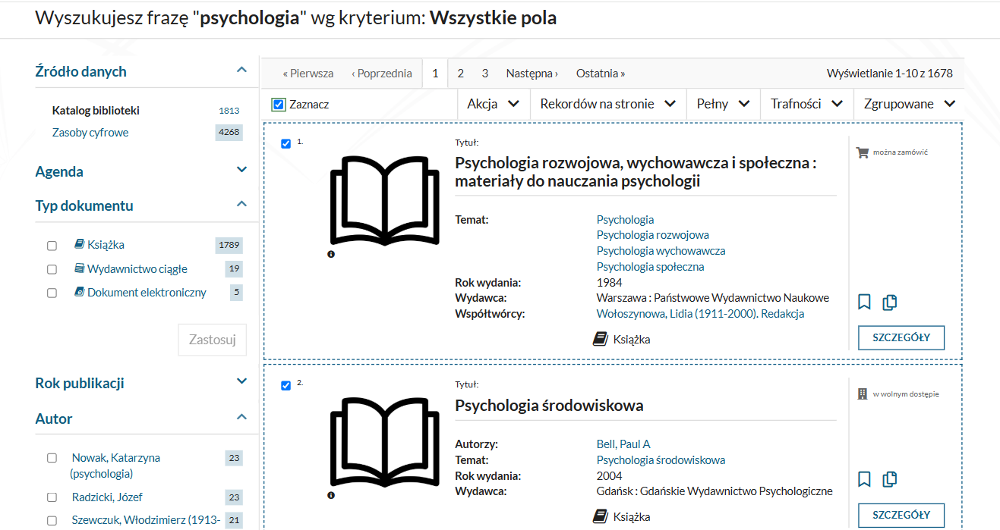 Wyszukujesz frazę "psychologia" wg kryterium: Wszystkie pola
Źródło danych
Katalog biblioteki 1813
Zasoby cyfrowe 4268
Agenda
Typ dokumentu
Książka 1789
Wydawnictwo ciągłe 19
Dokument elektroniczny 5
Zastosuj
Rok publikacji
Autor
Nowak, Katarzyna 23
(psychologia)
Radzicki, Józef 23
Szewczuk, Włodzimierz (1913- 21
« Pierwsza ‹ Poprzednia 1 2 3 Następna › Ostatnia » Wyświetlanie 1-10 z 1678
Zaznacz Akcja Rekordów na stronie Pełny Trafności Zgrupowane
1.
Tytuł:
Psychologia rozwojowa, wychowawcza i społeczna :
materiały do nauczania psychologii
można zamówić
Temat: Psychologia
Psychologia rozwojowa
Psychologia wychowawcza
Psychologia społeczna
Rok wydania: 1984
Wydawca: Warszawa : Państwowe Wydawnictwo Naukowe
Współtwórcy: Wołoszynowa, Lidia (1911-2000). Redakcja
Książka
SZCZEGÓŁY
2.
Tytuł:
Psychologia środowiskowa
w wolnym dostępie
Autorzy: Bell, Paul A
Temat: Psychologia środowiskowa
Rok wydania: 2004
Wydawca: Gdańsk : Gdańskie Wydawnictwo Psychologiczne
Książka
SZCZEGÓŁY